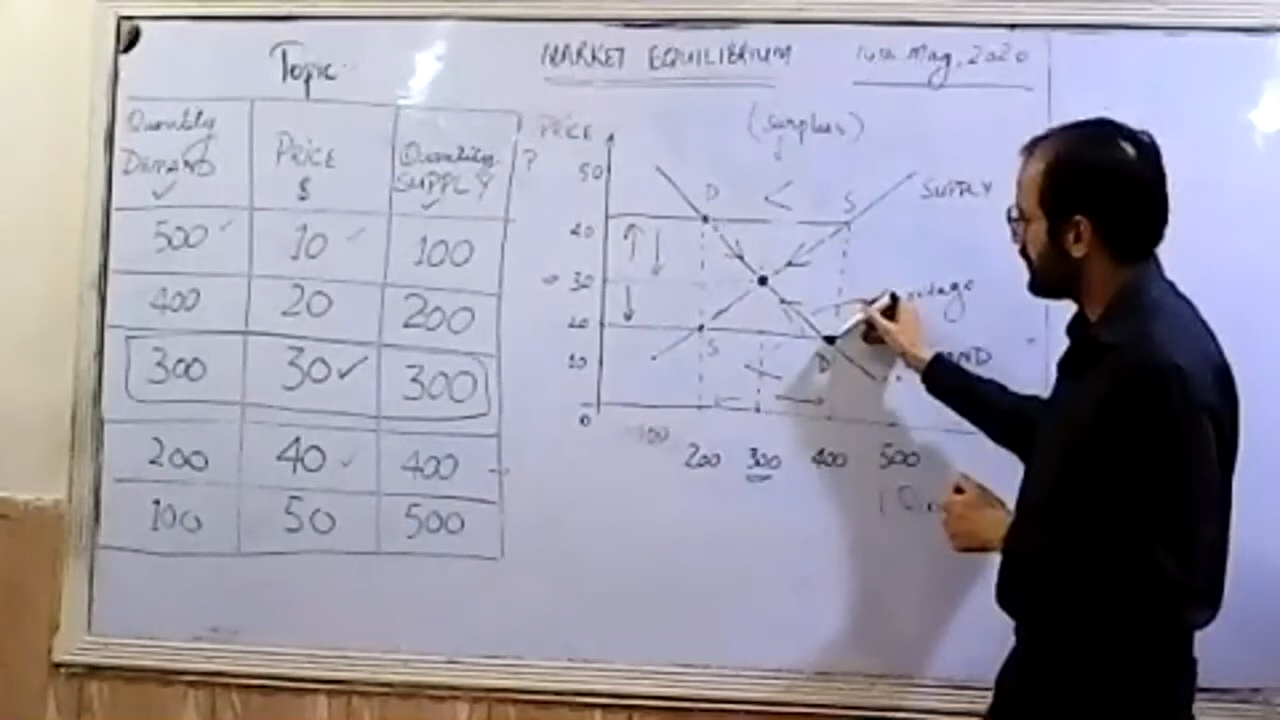 Topic
MARKET EQUILIBRIUM
14th May, 2020
Quantity DEMAND
PRICE $
Quantity SUPPLY
?
500 10 100
400 20 200
300 30 300
200 40 400
100 50 500
PRICE
(surplus)
50
D < S
SUPPLY
40
30
20
S
D
10
0
100
200 300 400 500